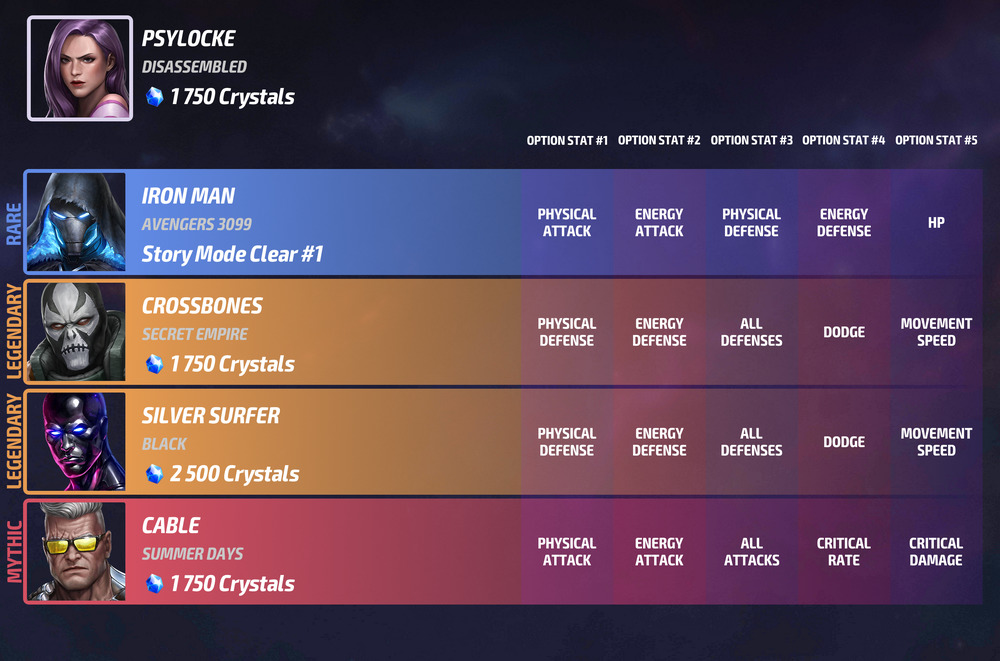 PSYLOCKE
DISASSEMBLED
1 750 Crystals
OPTION STAT #1 OPTION STAT #2 OPTION STAT #3 OPTION STAT #4 OPTION STAT #5
RARE
IRON MAN
AVENGERS 3099
Story Mode Clear #1
PHYSICAL ATTACK
ENERGY ATTACK
PHYSICAL DEFENSE
ENERGY DEFENSE
HP
LEGENDARY
CROSSBONES
SECRET EMPIRE
1 750 Crystals
PHYSICAL DEFENSE
ENERGY DEFENSE
ALL DEFENSES
DODGE
MOVEMENT SPEED
LEGENDARY
SILVER SURFER
BLACK
2 500 Crystals
PHYSICAL DEFENSE
ENERGY DEFENSE
ALL DEFENSES
DODGE
MOVEMENT SPEED
MYTHIC
CABLE
SUMMER DAYS
1 750 Crystals
PHYSICAL ATTACK
ENERGY ATTACK
ALL ATTACKS
CRITICAL RATE
CRITICAL DAMAGE